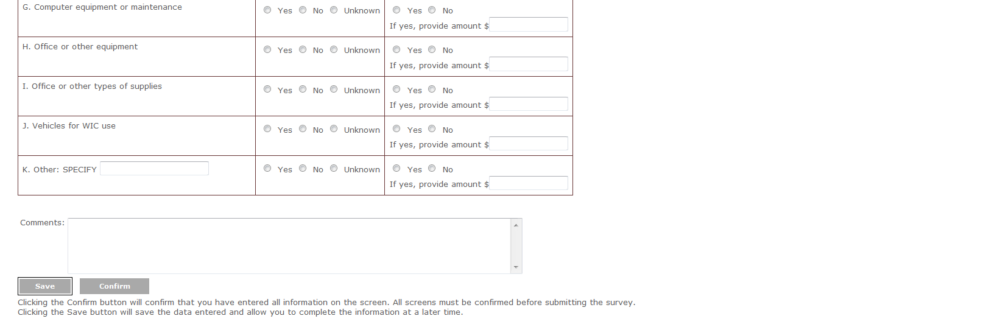 G. Computer equipment or maintenance
Yes No Unknown
Yes No
If yes, provide amount $
H. Office or other equipment
Yes No Unknown
Yes No
If yes, provide amount $
I. Office or other types of supplies
Yes No Unknown
Yes No
If yes, provide amount $
J. Vehicles for WIC use
Yes No Unknown
Yes No
If yes, provide amount $
K. Other: SPECIFY
Yes No Unknown
Yes No
If yes, provide amount $
Comments:
Save Confirm
Clicking the Confirm button will confirm that you have entered all information on the screen. All screens must be confirmed before submitting the survey.
Clicking the Save button will save the data entered and allow you to complete the information at a later time.